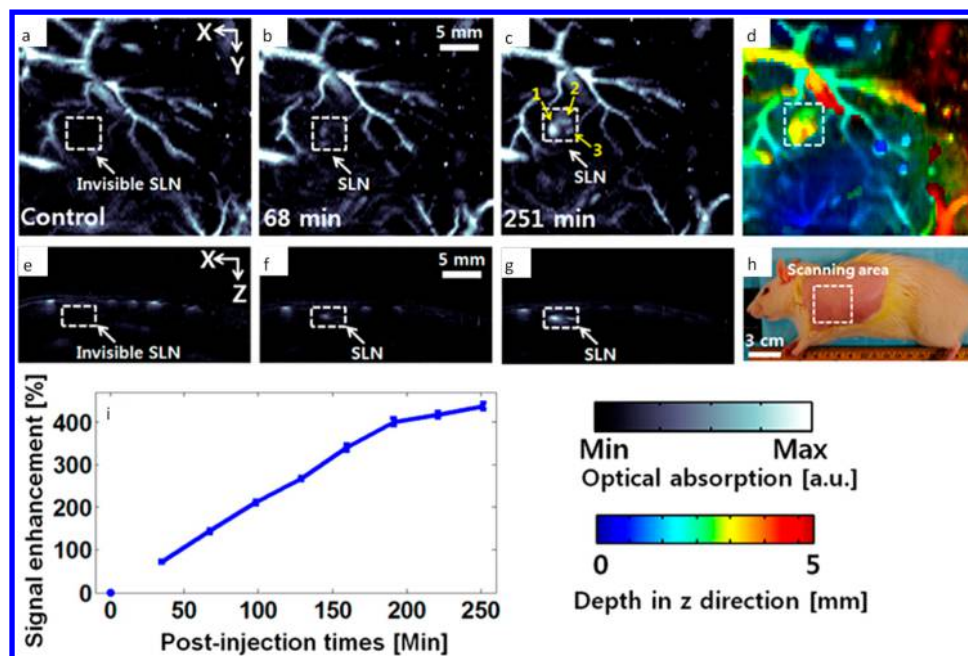 a
X
Y
Invisible SLN
Control
b
5 mm
SLN
68 min
c
1
2
3
SLN
251 min
d
e
X
Z
Invisible SLN
f
5 mm
SLN
g
SLN
h
Scanning area
3 cm
i
Signal enhancement [%]
400
300
200
100
0
0 50 100 150 200 250
Post-injection times [Min]
Min Max
Optical absorption [a.u.]
0 5
Depth in z direction [mm]